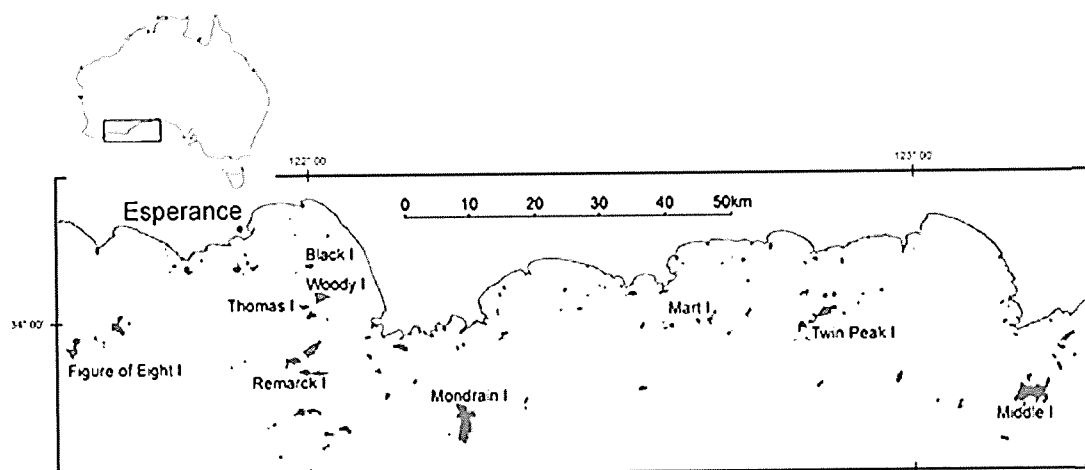 122° 00'
123° 00'
Esperance
0 10 20 30 40 50km
Black I
Woody I
Thomas I
Mart I
34° 00'
Twin Peak I
Figure of Eight I
Remarck I
Mondrain I
Middle I